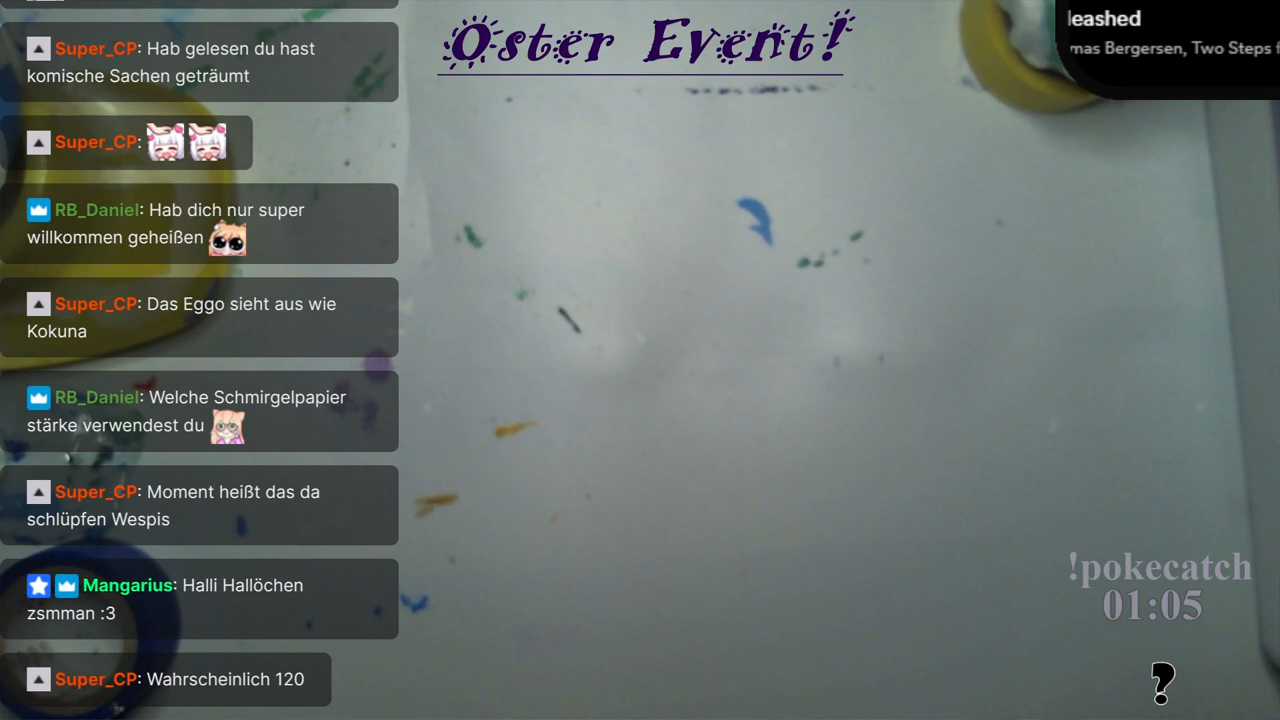 Oster Event!
leashed
mas Bergersen, Two Steps f
Super_CP: Hab gelesen du hast
komische Sachen geträumt
Super_CP:
RB_Daniel: Hab dich nur super
willkommen geheißen
Super_CP: Das Eggo sieht aus wie
Kokuna
RB_Daniel: Welche Schmirgelpapier
stärke verwendest du
Super_CP: Moment heißt das da
schlüpfen Wespis
Mangarius: Halli Hallöchen
zsmman :3
Super_CP: Wahrscheinlich 120
!pokecatch
01:05
?